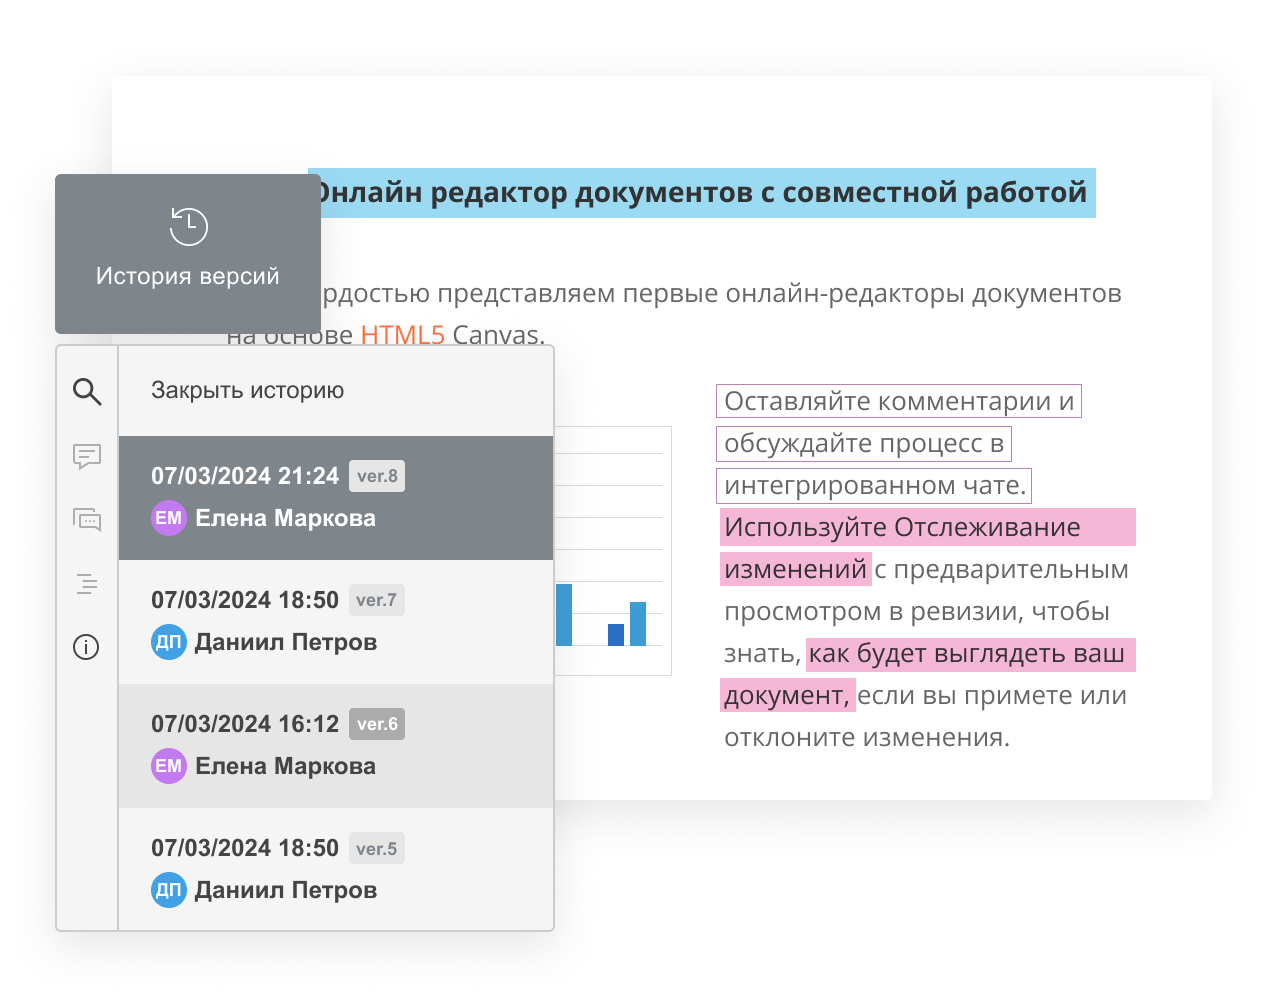 Онлайн редактор документов с совместной работой
История версий
представляем первые онлайн-редакторы документов
на основе HTML5 Canvas.
Закрыть историю
07/03/2024 21:24 ver.8
ЕМ Елена Маркова
07/03/2024 18:50 ver.7
ДП Даниил Петров
07/03/2024 16:12 ver.6
ЕМ Елена Маркова
07/03/2024 18:50 ver.5
ДП Даниил Петров
Оставляйте комментарии и
обсуждайте процесс в
интегрированном чате.
Используйте Отслеживание
изменений с предварительным
просмотром в ревизии, чтобы
знать, как будет выглядеть ваш
документ, если вы примете или
отклоните изменения.